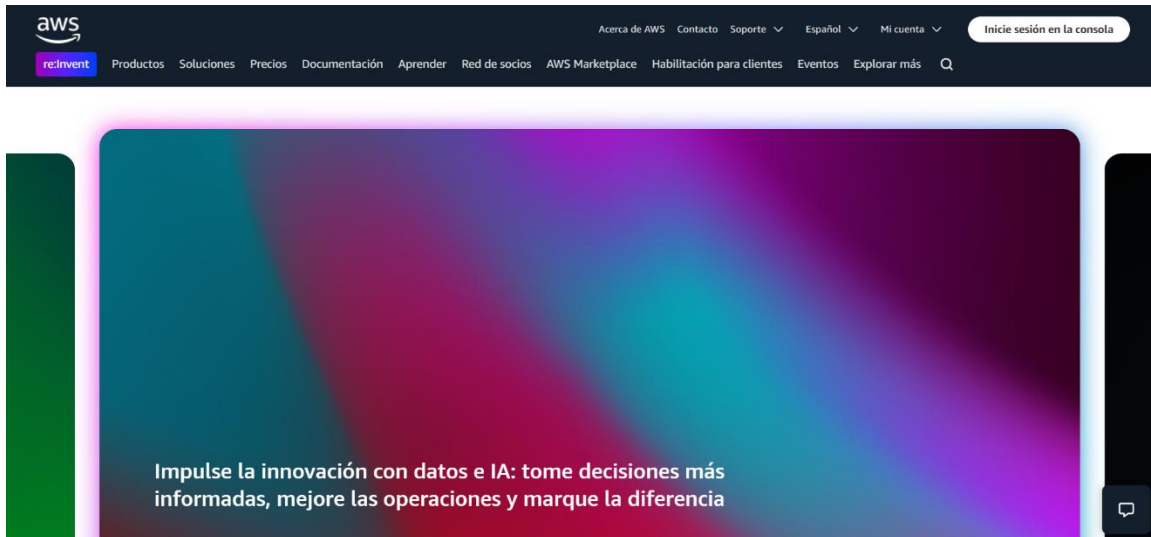 aws
Acerca de AWS Contacto Soporte Español Mi cuenta Inicie sesión en la consola
re:Invent Productos Soluciones Precios Documentación Aprender Red de socios AWS Marketplace Habilitación para clientes Eventos Explorar más
Impulse la innovación con datos e IA: tome decisiones más
informadas, mejore las operaciones y marque la diferencia